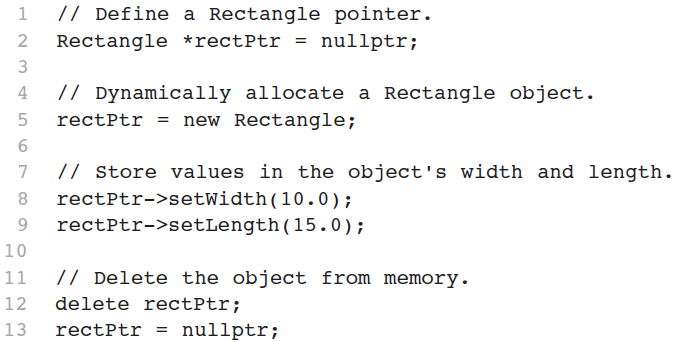 1 // Define a Rectangle pointer.
2 Rectangle *rectPtr = nullptr;
3
4 // Dynamically allocate a Rectangle object.
5 rectPtr = new Rectangle;
6
7 // Store values in the object's width and length.
8 rectPtr->setWidth(10.0);
9 rectPtr->setLength(15.0);
10
11 // Delete the object from memory.
12 delete rectPtr;
13 rectPtr = nullptr;